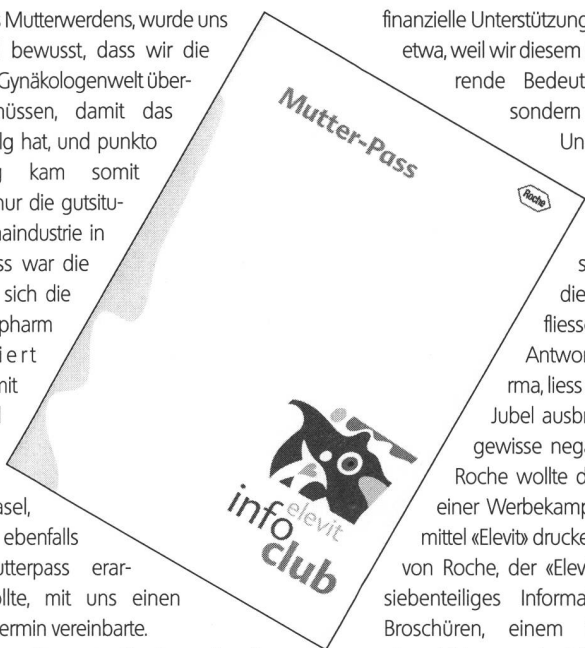 s Mutterwerdens, wurde uns
bewusst, dass wir die
Gynäkologenwelt über-
nüssen, damit das
lg hat, und punkto
g kam somit
nur die gutsitu-
naindustrie in
ss war die
sich die
pharm
iert
mit
asel,
ebenfalls
utterpass erar-
llte, mit uns einen
ermin vereinbarte.
Mutter-Pass
Roche
info elevit
club
finanzielle Unterstützung
etwa, weil wir diesem
rende Bedeut
sondern
Un
s
die
fliesse
Antwor
rma, liess
Jubel ausbr
gewisse nega
Roche wollte d
einer Werbekamp
mittel «Elevit» drucke
von Roche, der «Elev
siebenteiliges Informa
Broschüren, einem